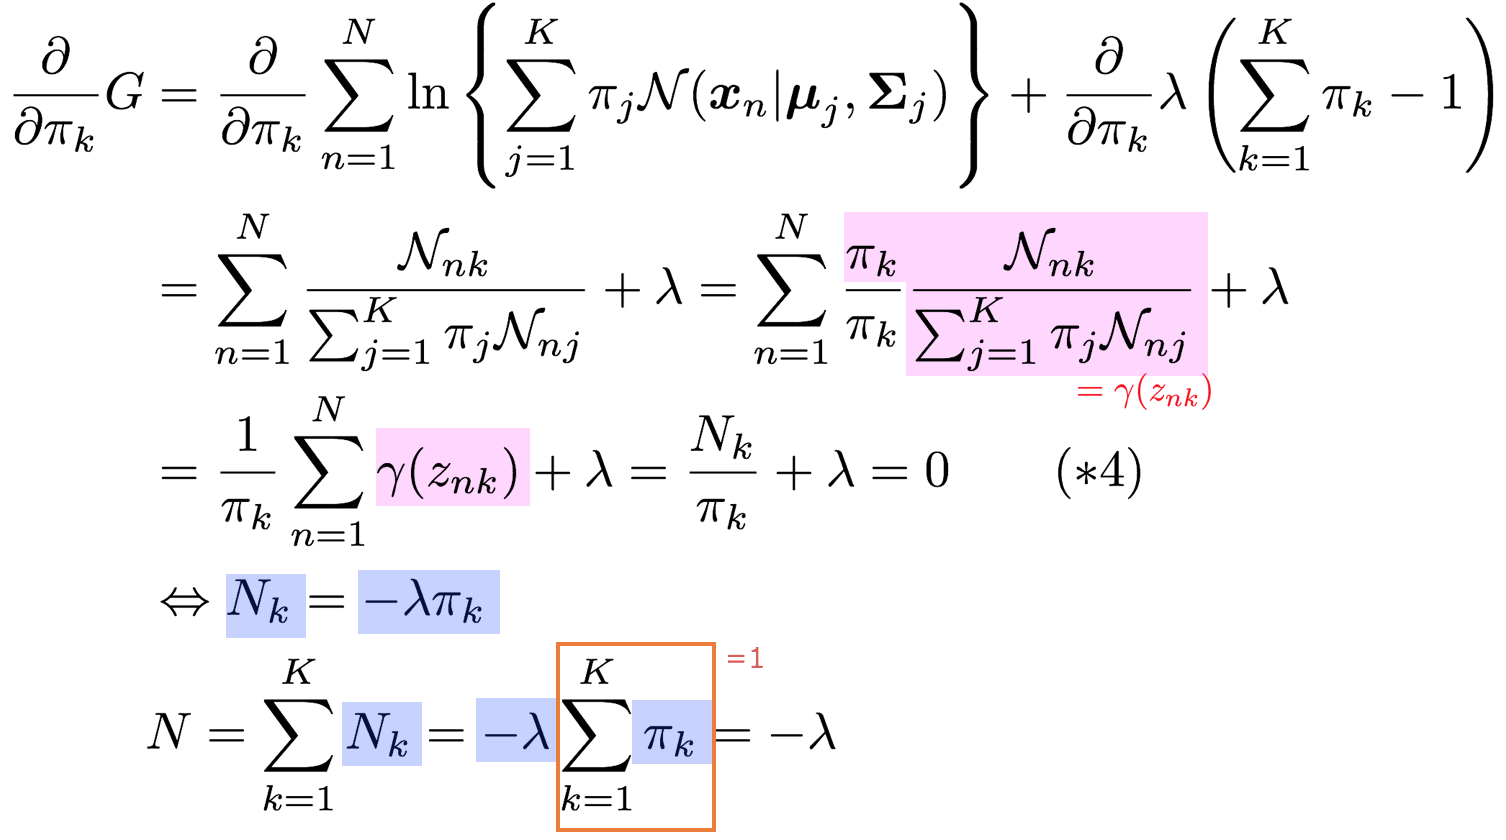 ∂/∂π_k G = ∂/∂π_k ∑_{n=1}^{N} ln { ∑_{j=1}^{K} π_j 𝒩(𝒙_n|𝝁_j, 𝚺_j) } + ∂/∂π_k λ ( ∑_{k=1}^{K} π_k − 1 )
= ∑_{n=1}^{N} 𝒩_{nk} / ∑_{j=1}^{K} π_j 𝒩_{nj} + λ = ∑_{n=1}^{N} π_k/π_k 𝒩_{nk} / ∑_{j=1}^{K} π_j 𝒩_{nj} + λ
= γ(z_{nk})
= 1/π_k ∑_{n=1}^{N} γ(z_{nk}) + λ = N_k/π_k + λ = 0 (∗4)
⇔ N_k = −λπ_k
N = ∑_{k=1}^{K} N_k = −λ ∑_{k=1}^{K} π_k = −λ
=1